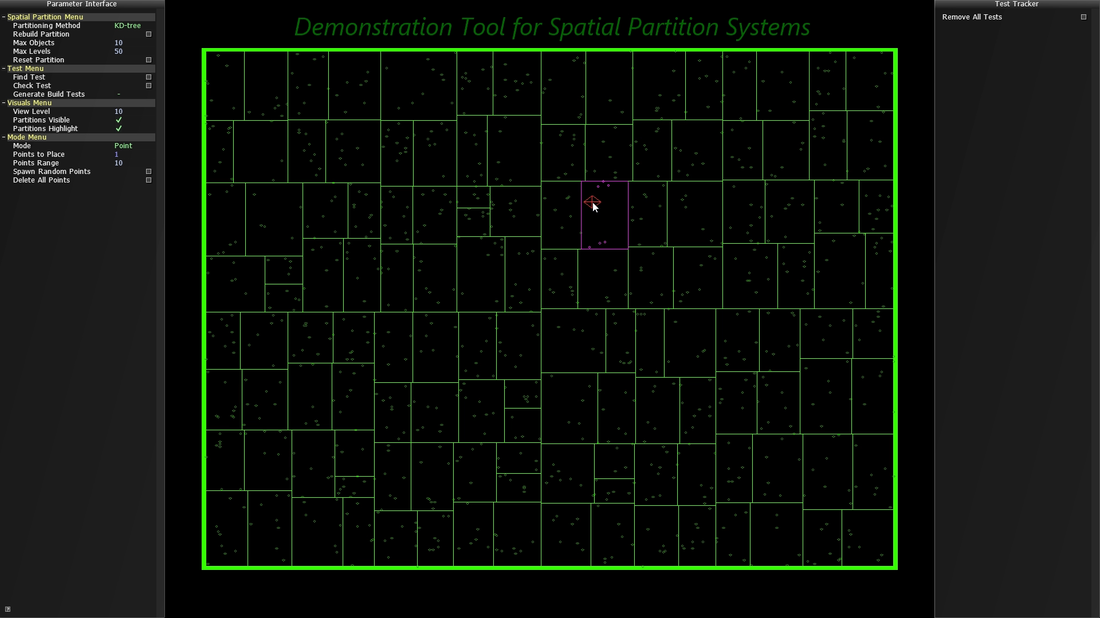 Parameter Interface
Demonstration Tool for Spatial Partition Systems
Test Tracker
Spatial Partition Menu
Partitioning Method KD-tree
Rebuild Partition
Max Objects 10
Max Levels 50
Reset Partition
Test Menu
Find Test
Check Test
Generate Build Tests -
Visuals Menu
View Level 10
Partitions Visible
Partitions Highlight
Mode Menu
Mode Point
Points to Place 1
Points Range 10
Spawn Random Points
Delete All Points
Remove All Tests
?